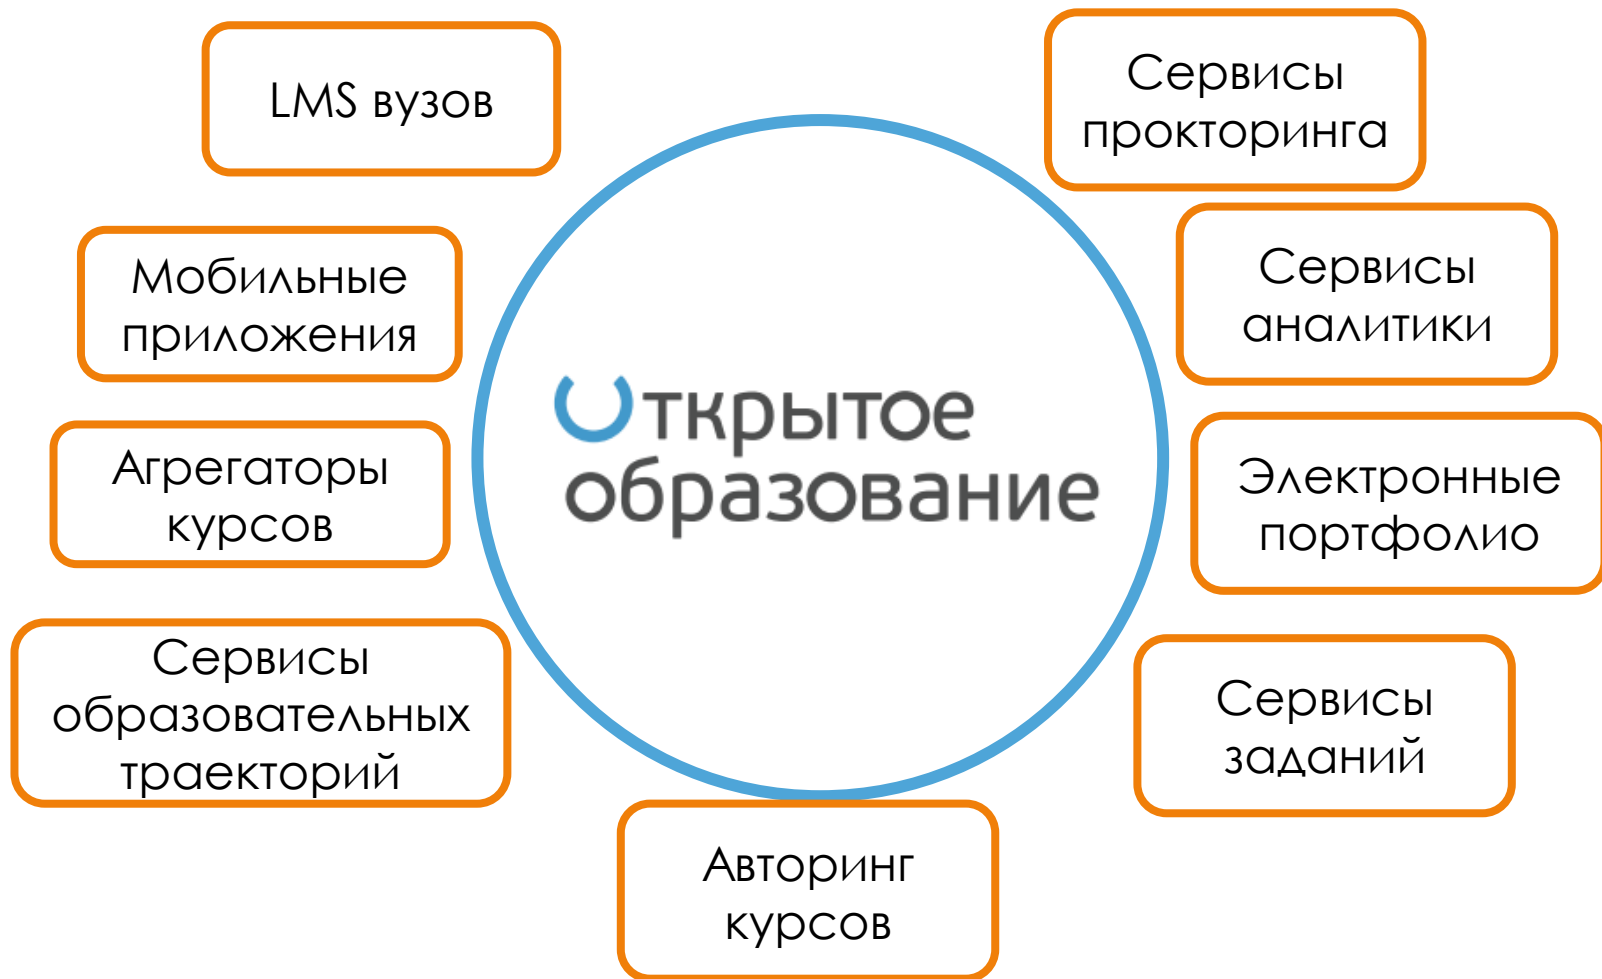 LMS вузов
Сервисы
прокторинга
Мобильные
приложения
Сервисы
аналитики
Открытое
образование
Агрегаторы
курсов
Электронные
портфолио
Сервисы
образовательных
траекторий
Сервисы
заданий
Авторинг
курсов